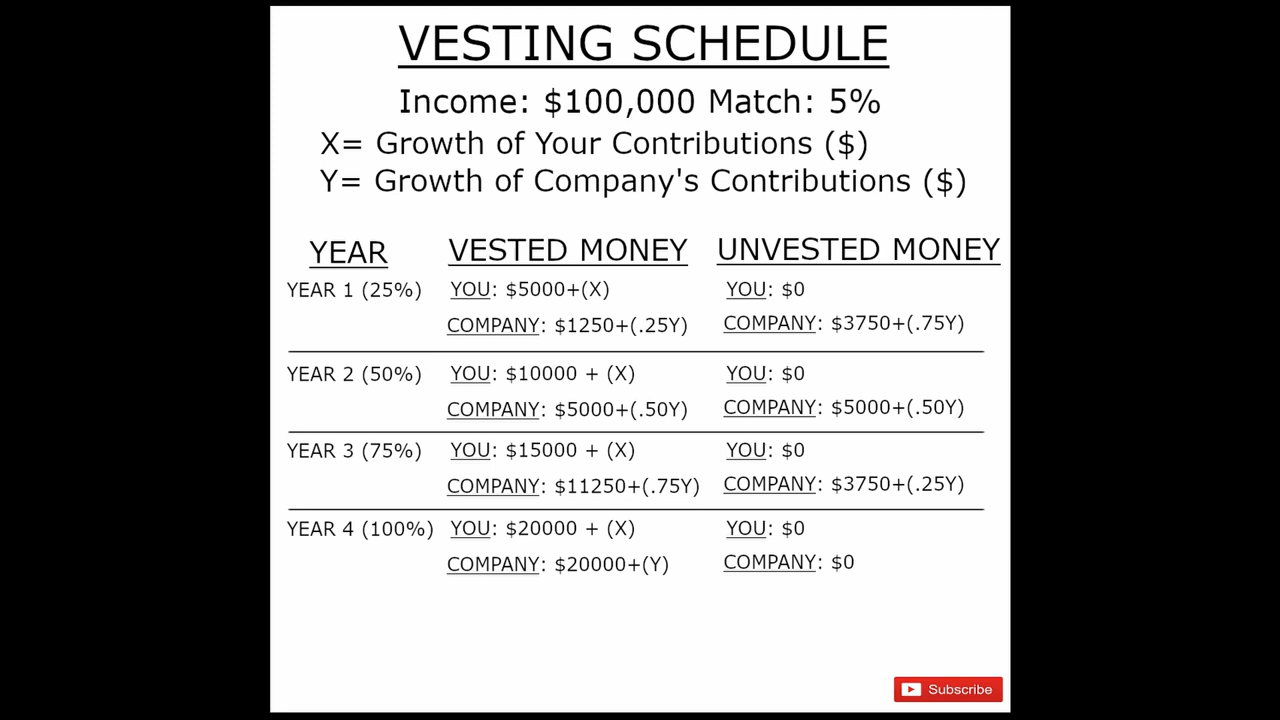 VESTING SCHEDULE
Income: $100,000 Match: 5%
X= Growth of Your Contributions ($)
Y= Growth of Company's Contributions ($)
YEAR VESTED MONEY UNVESTED MONEY
YEAR 1 (25%) YOU: $5000+(X) YOU: $0
COMPANY: $1250+(.25Y) COMPANY: $3750+(.75Y)
YEAR 2 (50%) YOU: $10000 + (X) YOU: $0
COMPANY: $5000+(.50Y) COMPANY: $5000+(.50Y)
YEAR 3 (75%) YOU: $15000 + (X) YOU: $0
COMPANY: $11250+(.75Y) COMPANY: $3750+(.25Y)
YEAR 4 (100%) YOU: $20000 + (X) YOU: $0
COMPANY: $20000+(Y) COMPANY: $0
Subscribe